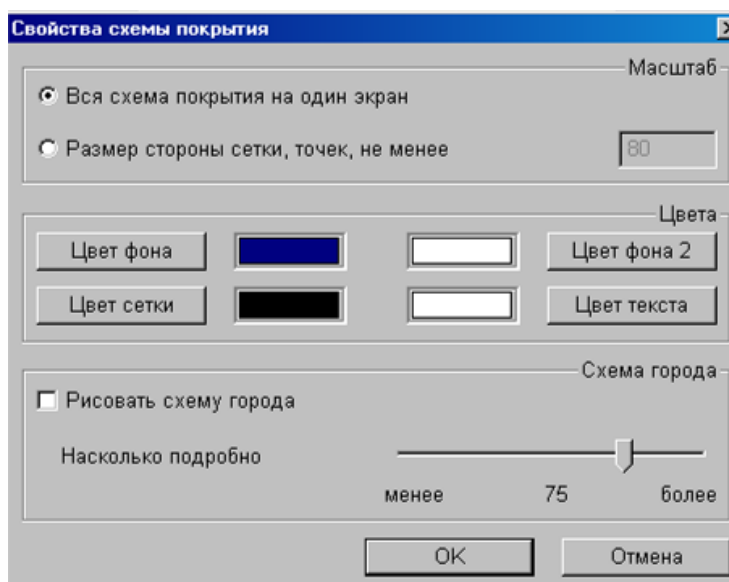 Свойства схемы покрытия
Масштаб
Вся схема покрытия на один экран
Размер стороны сетки, точек, не менее 80
Цвета
Цвет фона Цвет фона 2
Цвет сетки Цвет текста
Схема города
Рисовать схему города
Насколько подробно
менее 75 более
OK Отмена